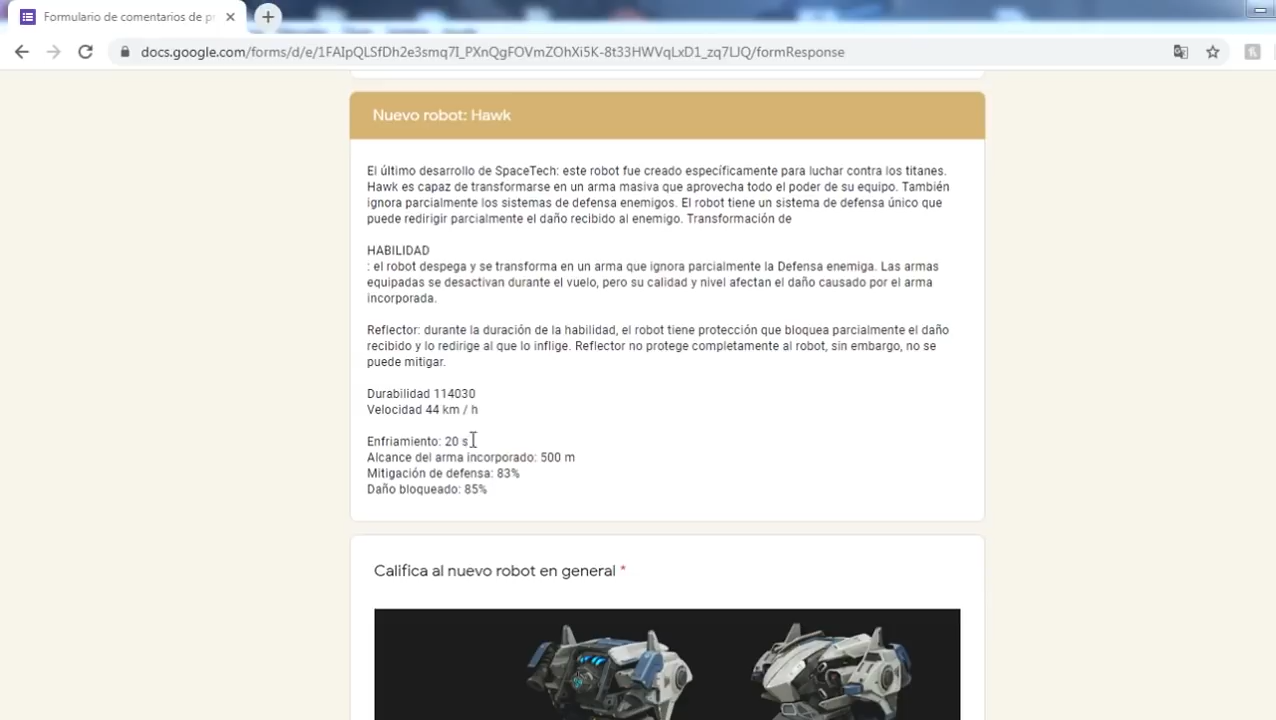 Formulario de comentarios de p
docs.google.com/forms/d/e/1FAIpQLSfDh2e3smq7I_PXnQgFOVmZOhXi5K-8t33HWVqLxD1_zq7LJQ/formResponse
Nuevo robot: Hawk
El último desarrollo de SpaceTech: este robot fue creado específicamente para luchar contra los titanes.
Hawk es capaz de transformarse en un arma masiva que aprovecha todo el poder de su equipo. También
ignora parcialmente los sistemas de defensa enemigos. El robot tiene un sistema de defensa único que
puede redirigir parcialmente el daño recibido al enemigo. Transformación de
HABILIDAD
: el robot despega y se transforma en un arma que ignora parcialmente la Defensa enemiga. Las armas
equipadas se desactivan durante el vuelo, pero su calidad y nivel afectan el daño causado por el arma
incorporada.
Reflector: durante la duración de la habilidad, el robot tiene protección que bloquea parcialmente el daño
recibido y lo redirige al que lo inflige. Reflector no protege completamente al robot, sin embargo, no se
puede mitigar.
Durabilidad 114030
Velocidad 44 km / h
Enfriamiento: 20 s
Alcance del arma incorporado: 500 m
Mitigación de defensa: 83%
Daño bloqueado: 85%
Califica al nuevo robot en general *